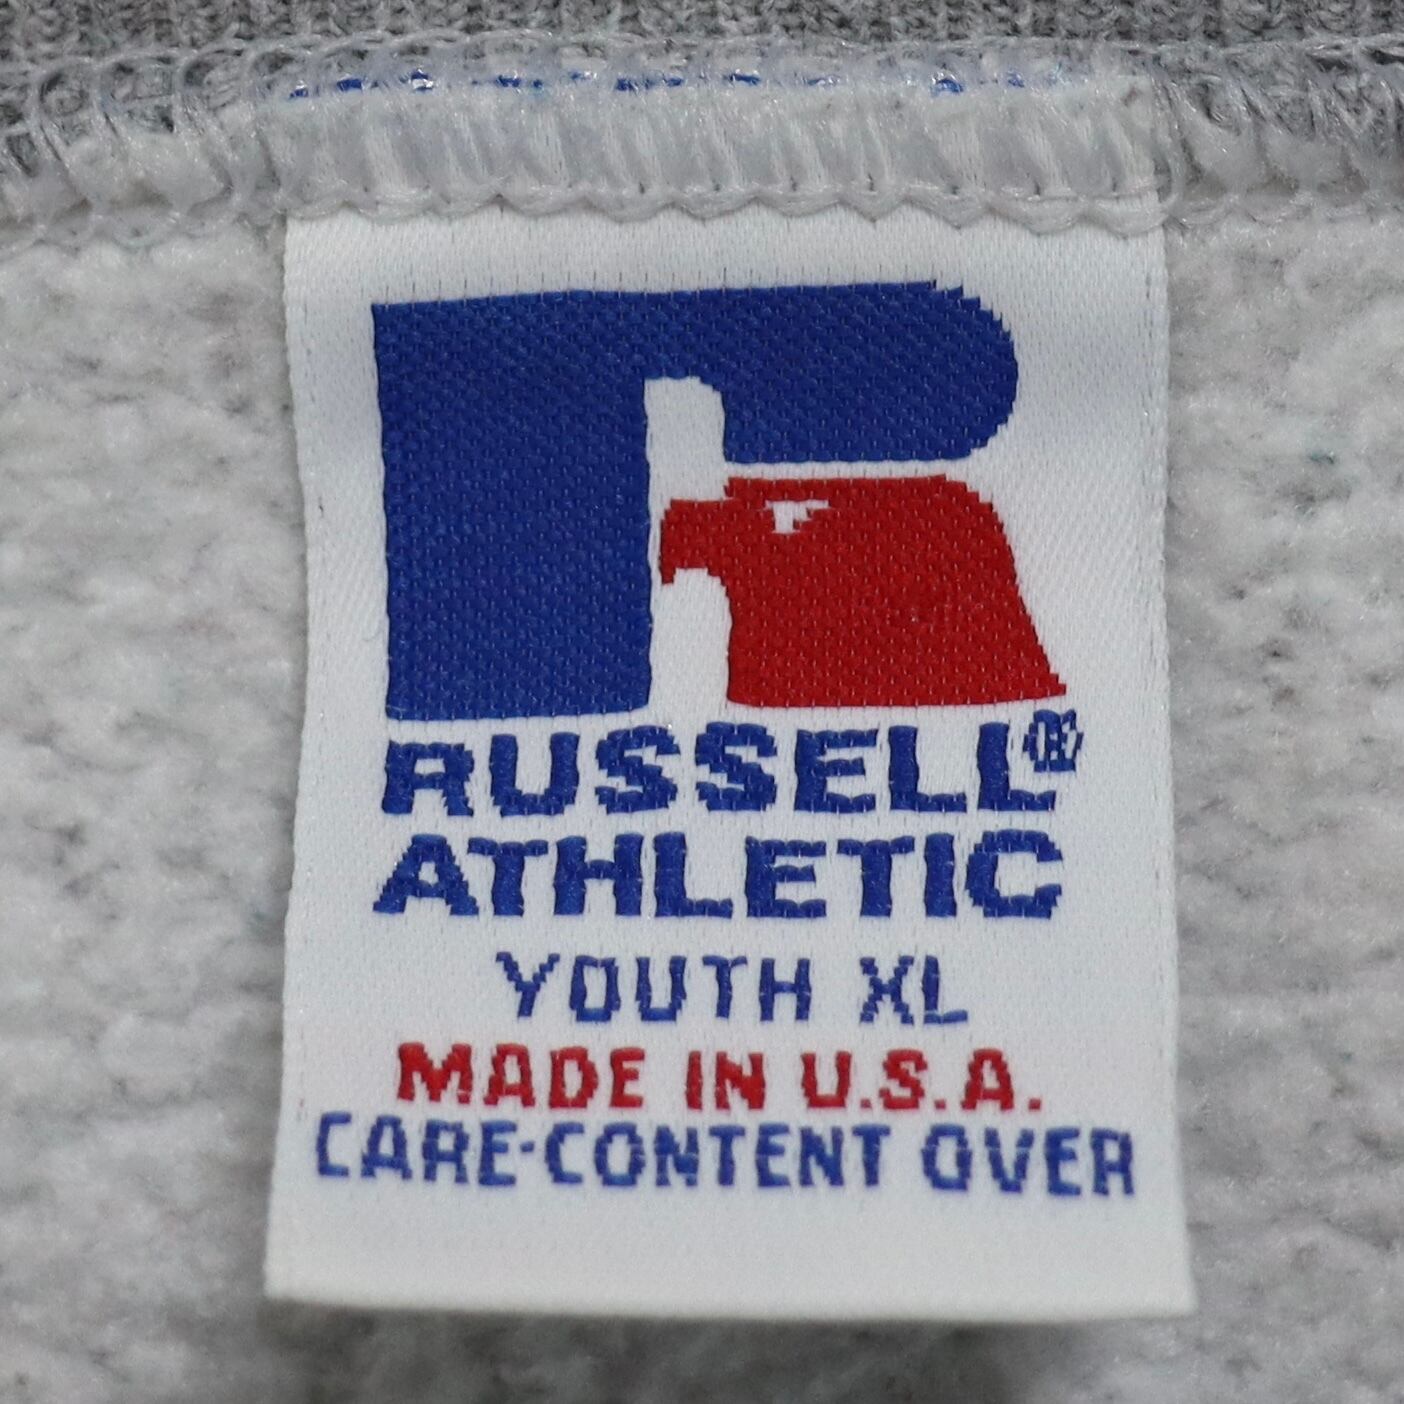 RUSSELL®
ATHLETIC
YOUTH XL
MADE IN U.S.A.
CARE-CONTENT OVER